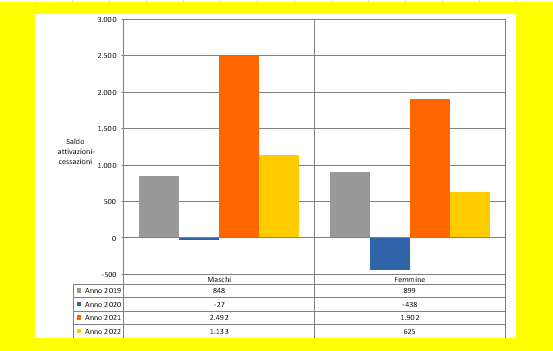 3.000
2.500
2.000
1.500
1.000
500
0
-500
Saldo
attivazioni-
cessazioni
Maschi Femmine
Anno 2019 848 899
Anno 2020 -27 -438
Anno 2021 2.492 1.902
Anno 2022 1.133 625